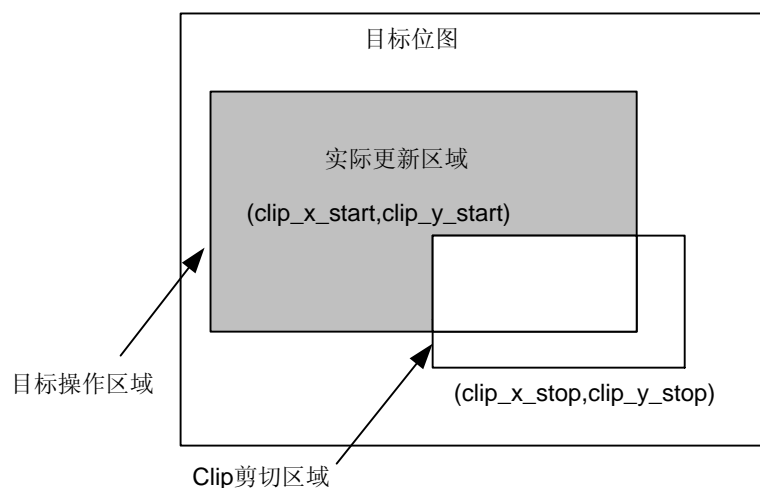 目标位图
实际更新区域
(clip_x_start,clip_y_start)
目标操作区域
(clip_x_stop,clip_y_stop)
Clip剪切区域